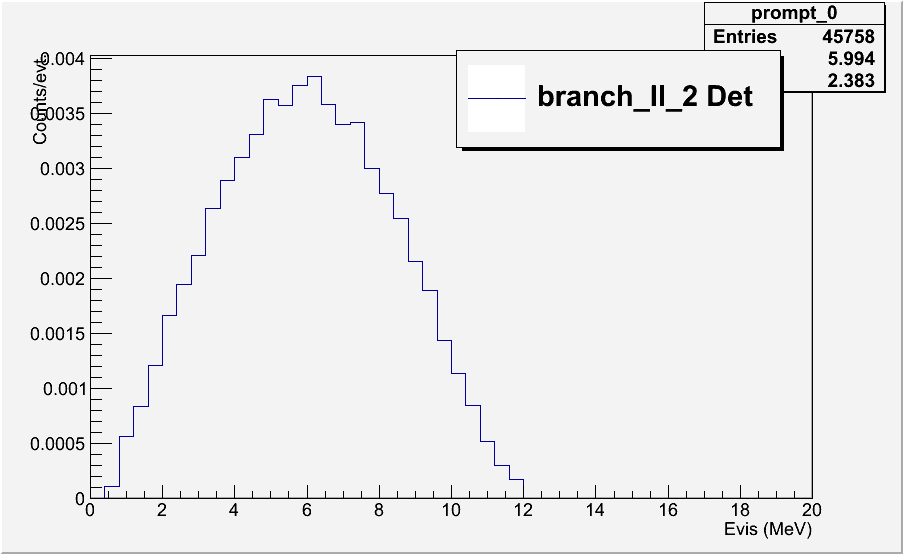 prompt_0
Entries 45758
5.994
2.383
branch_II_2 Det
Counts/evt
0.004
0.0035
0.003
0.0025
0.002
0.0015
0.001
0.0005
0
0 2 4 6 8 10 12 14 16 18 20
Evis (MeV)